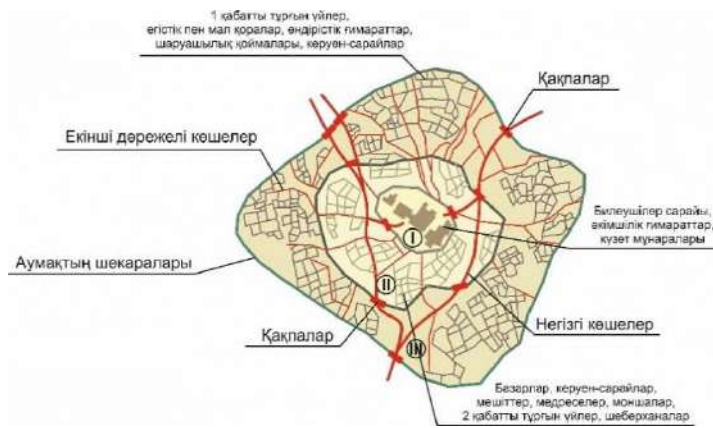 1 қабатты тұрғын үйлер,
егістік пен мал қоралар, өндірістік ғимараттар,
шаруашылық қоймалары, керуен-сарайлар
Қақпалар
Екінші дәрежелі көшелер
Билеушілер сарайы,
әкімшілік ғимараттар,
күзет мұнаралары
I
Аумақтың шекаралары
II
Негізгі көшелер
Қақпалар
III
Базарлар, керуен-сарайлар,
мешіттер, медреселер, моншалар,
2 қабатты тұрғын үйлер, шеберханалар